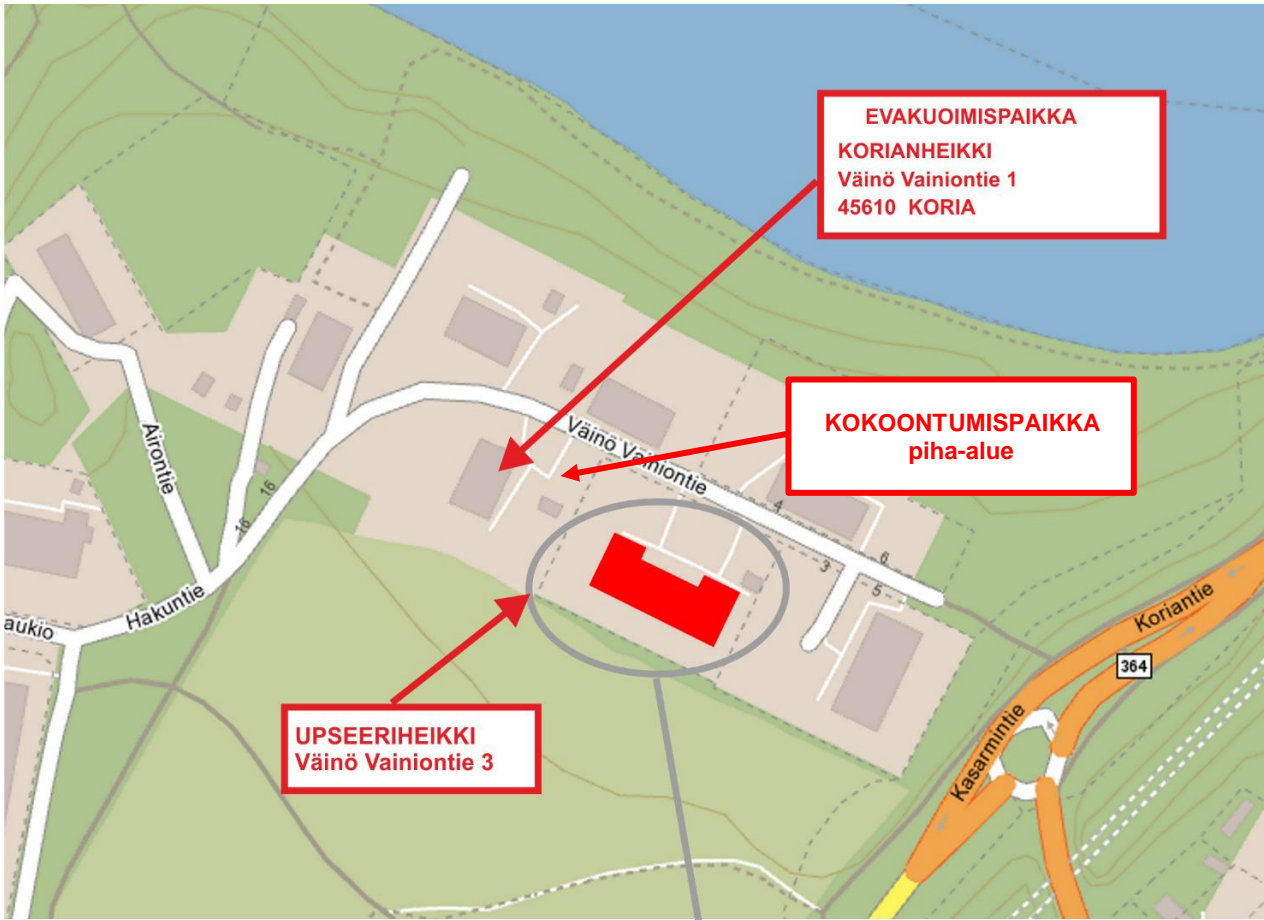 EVAKUOIMISPAIKKA
KORIANHEIKKI
Väinö Vainiontie 1
45610 KORIA
KOKOONTUMISPAIKKA
piha-alue
Väinö Vainiontie
Airontie
16
16
4
6
3
5
Hakuntie
aukio
Koriantie
364
Kasarmintie
UPSEERIHEIKKI
Väinö Vainiontie 3